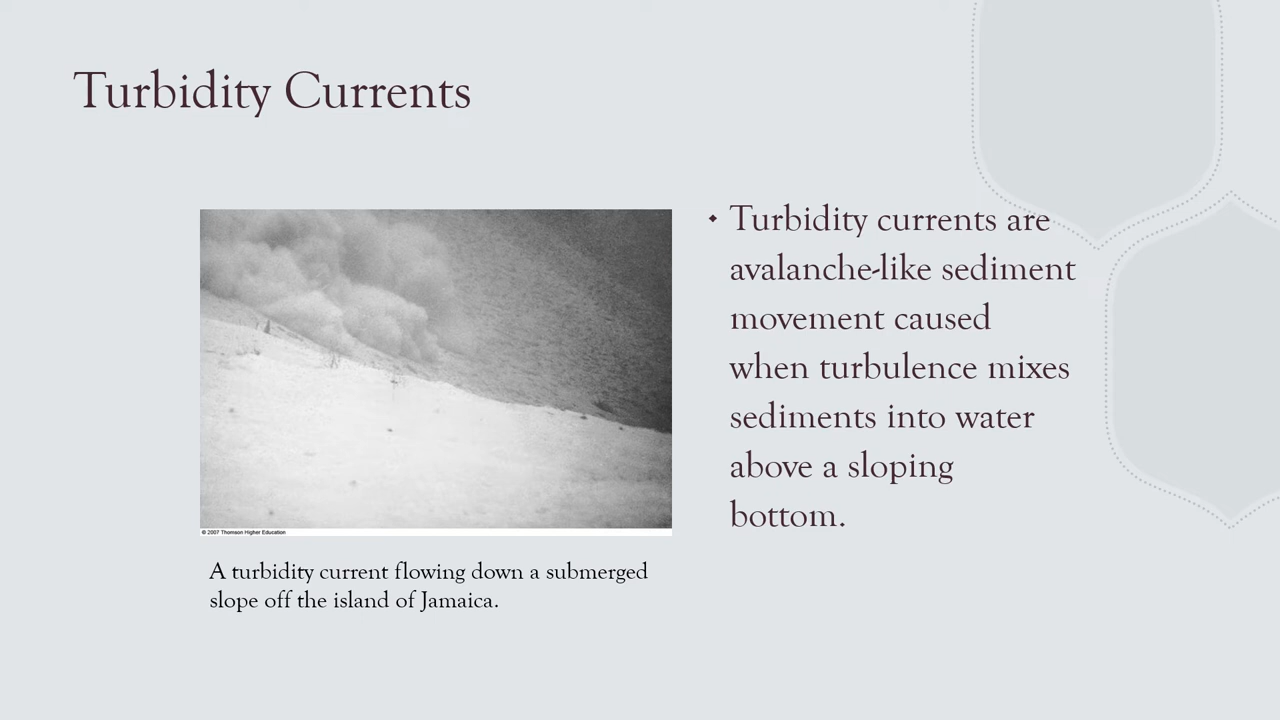 Turbidity Currents
• Turbidity currents are
avalanche-like sediment
movement caused
when turbulence mixes
sediments into water
above a sloping
bottom.
© 2007 Thomson Higher Education
A turbidity current flowing down a submerged
slope off the island of Jamaica.